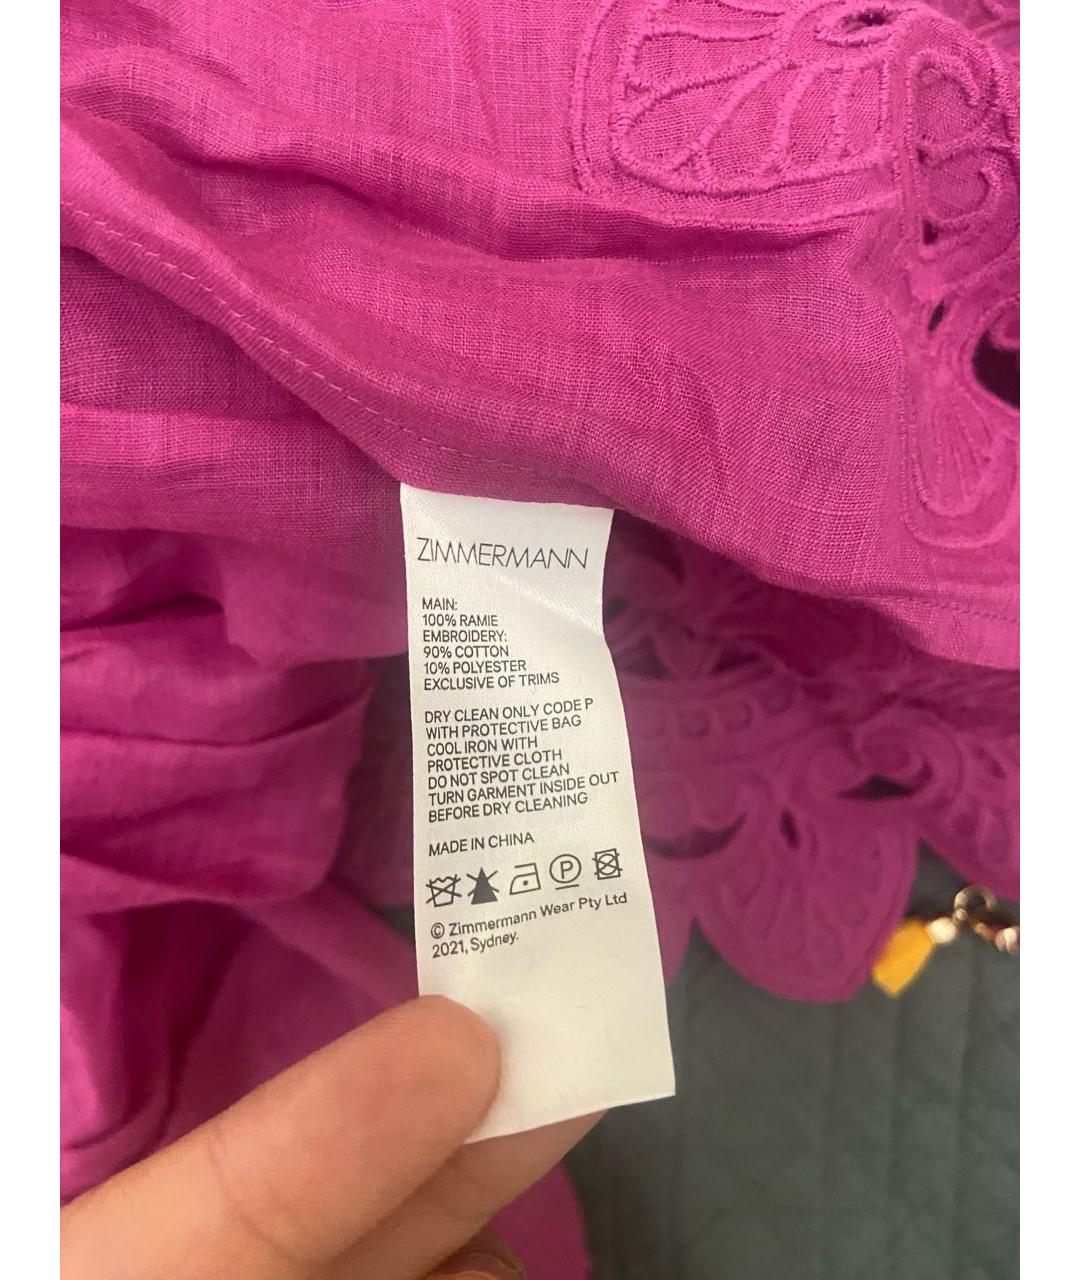 ZIMMERMANN
MAIN:
100% RAMIE
EMBROIDERY:
90% COTTON
10% POLYESTER
EXCLUSIVE OF TRIMS
DRY CLEAN ONLY CODE P
WITH PROTECTIVE BAG
COOL IRON WITH
PROTECTIVE CLOTH
DO NOT SPOT CLEAN
TURN GARMENT INSIDE OUT
BEFORE DRY CLEANING
MADE IN CHINA
P
© Zimmermann Wear Pty Ltd
2021, Sydney.